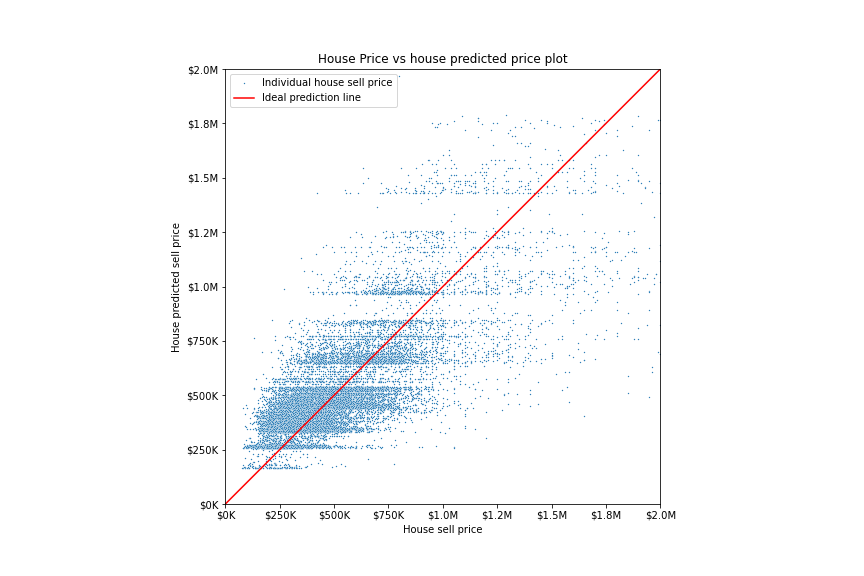 House Price vs house predicted price plot
Individual house sell price
Ideal prediction line
House predicted sell price
$2.0M
$1.8M
$1.5M
$1.2M
$1.0M
$750K
$500K
$250K
$0K
$0K $250K $500K $750K $1.0M $1.2M $1.5M $1.8M $2.0M
House sell price